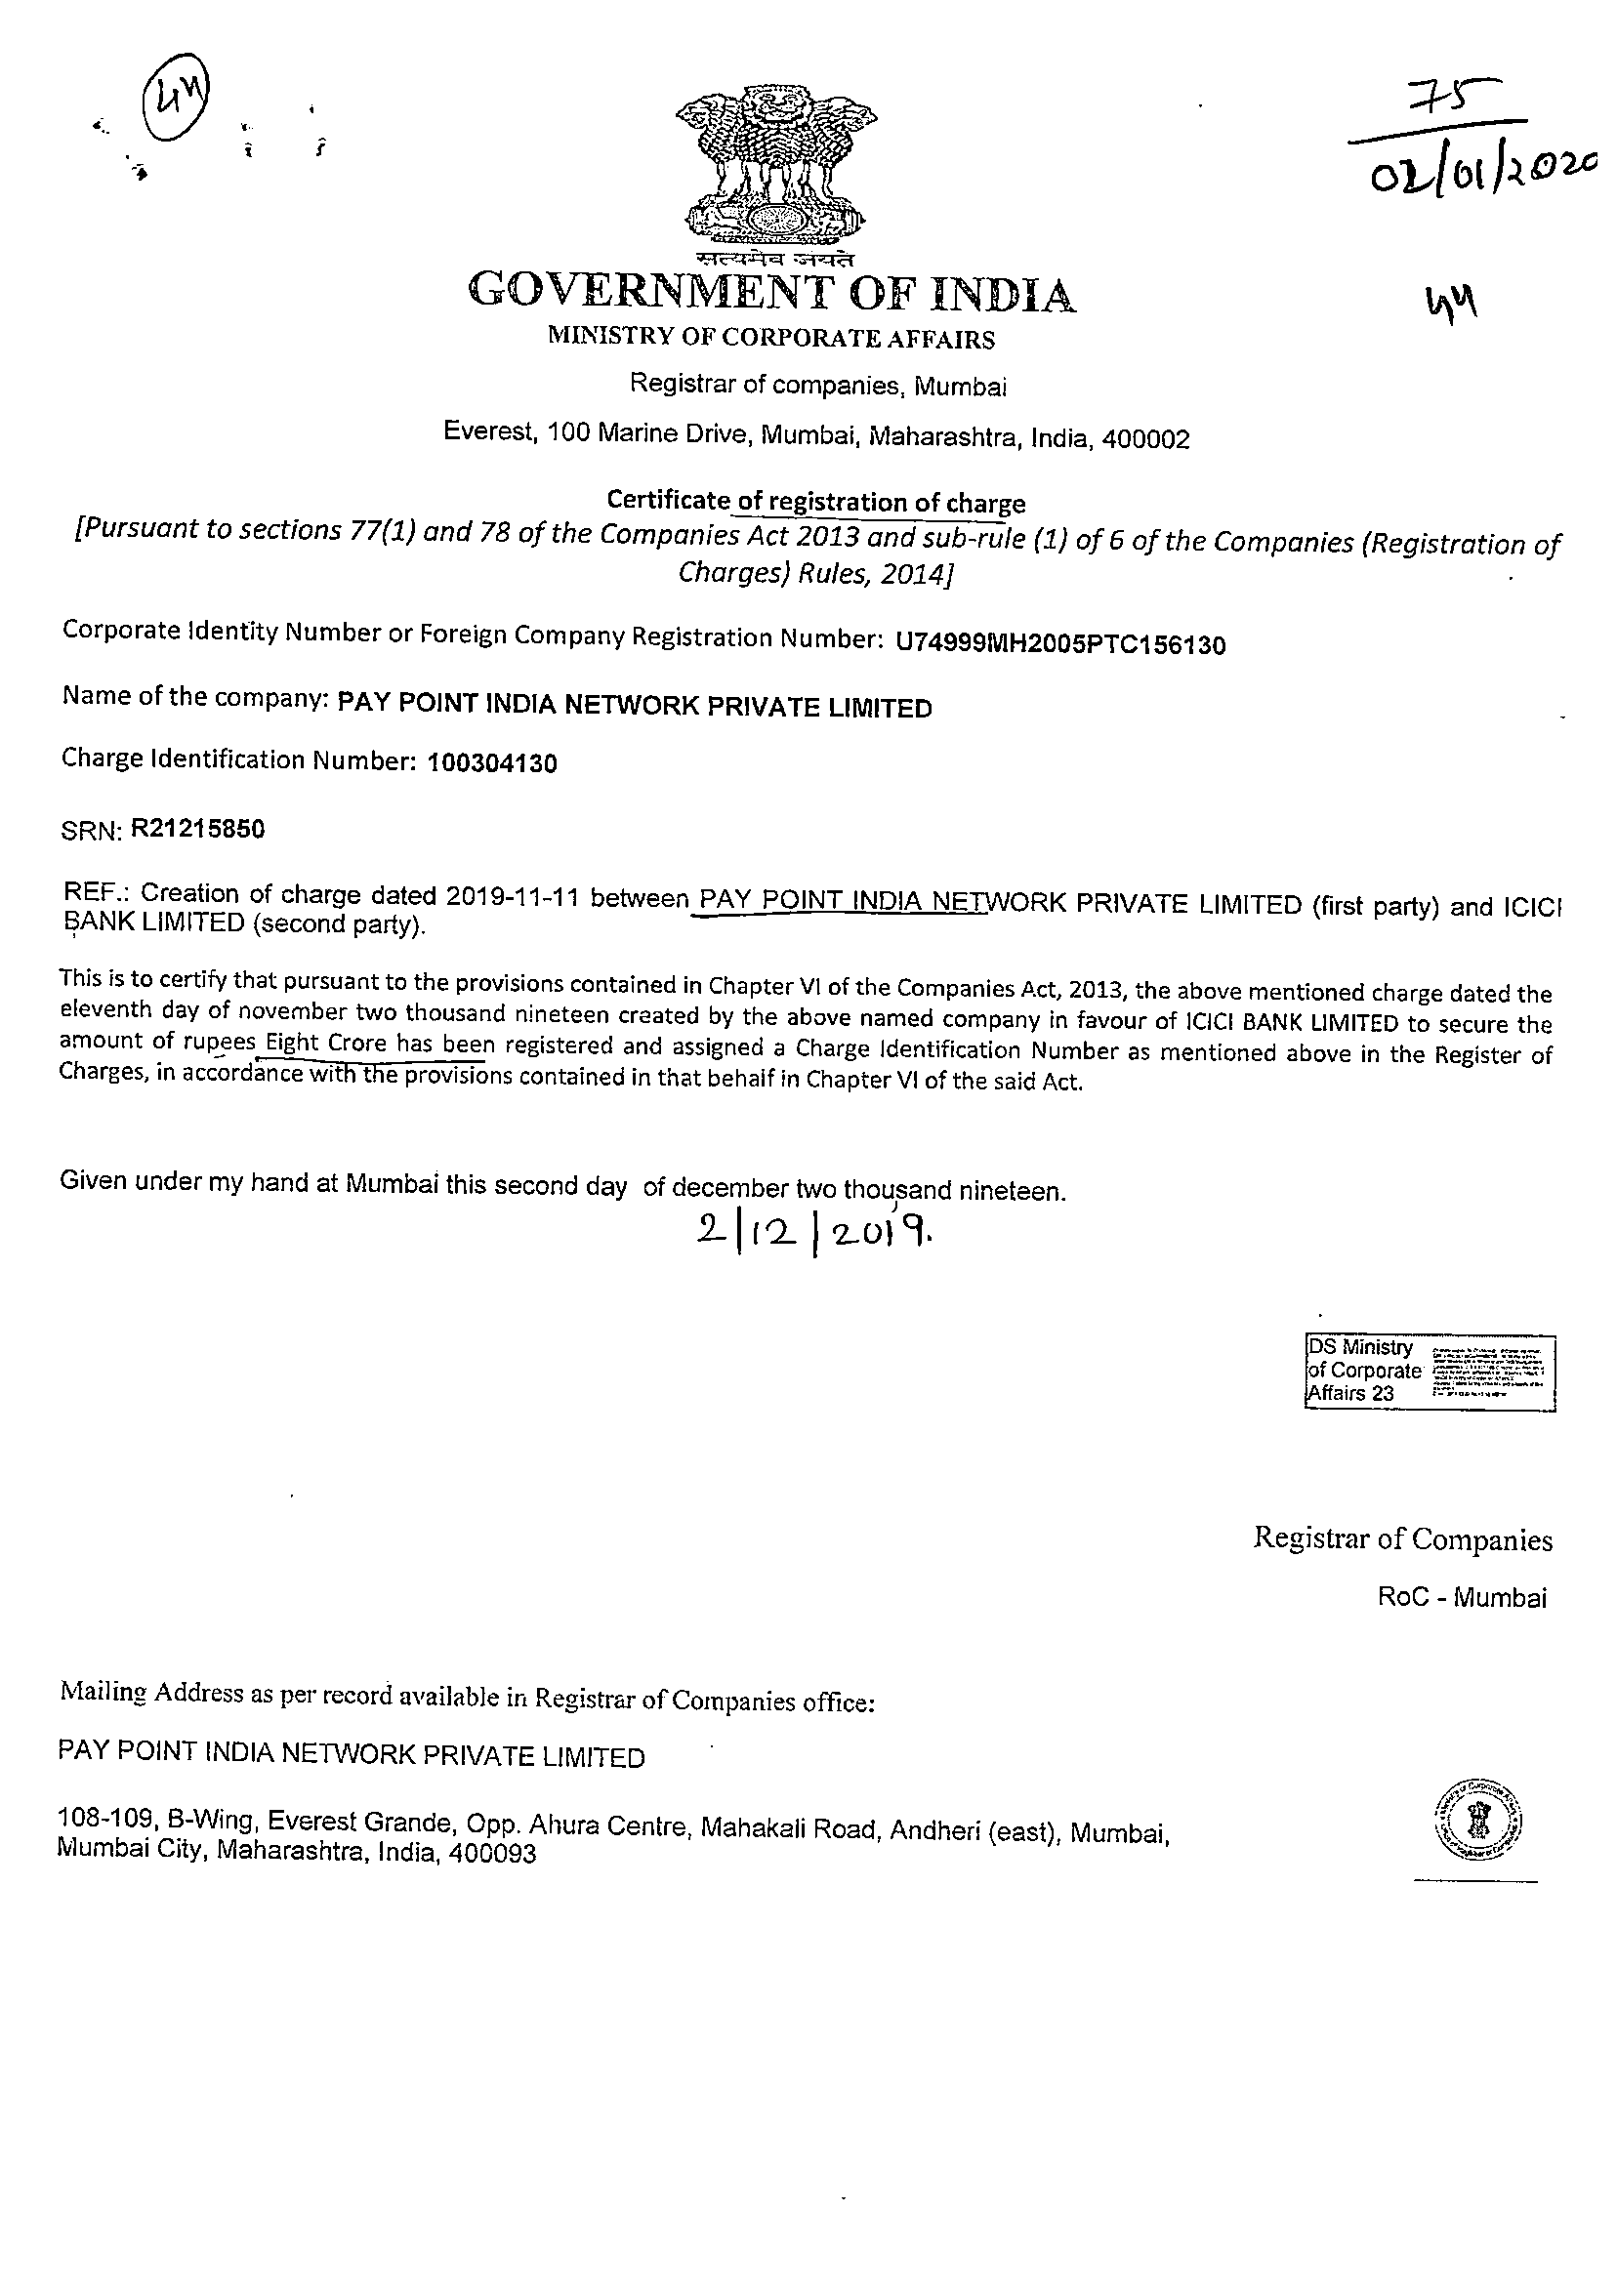 44
75
02/01/2020
सत्यमेव जयते
GOVERNMENT OF INDIA
44
MINISTRY OF CORPORATE AFFAIRS
Registrar of companies, Mumbai
Everest, 100 Marine Drive, Mumbai, Maharashtra, India, 400002
Certificate of registration of charge
[Pursuant to sections 77(1) and 78 of the Companies Act 2013 and sub-rule (1) of 6 of the Companies (Registration of
Charges) Rules, 2014]
Corporate Identity Number or Foreign Company Registration Number: U74999MH2005PTC156130
Name of the company: PAY POINT INDIA NETWORK PRIVATE LIMITED
Charge Identification Number: 100304130
SRN: R21215850
REF.: Creation of charge dated 2019-11-11 between PAY POINT INDIA NETWORK PRIVATE LIMITED (first party) and ICICI
BANK LIMITED (second party).
This is to certify that pursuant to the provisions contained in Chapter VI of the Companies Act, 2013, the above mentioned charge dated the
eleventh day of november two thousand nineteen created by the above named company in favour of ICICI BANK LIMITED to secure the
amount of rupees Eight Crore has been registered and assigned a Charge Identification Number as mentioned above in the Register of
Charges, in accordance with the provisions contained in that behalf in Chapter VI of the said Act.
Given under my hand at Mumbai this second day of december two thousand nineteen.
2/12/2019.
DS Ministry
of Corporate
Affairs 23
Registrar of Companies
RoC - Mumbai
Mailing Address as per record available in Registrar of Companies office:
PAY POINT INDIA NETWORK PRIVATE LIMITED
108-109, B-Wing, Everest Grande, Opp. Ahura Centre, Mahakali Road, Andheri (east), Mumbai,
Mumbai City, Maharashtra, India, 400093